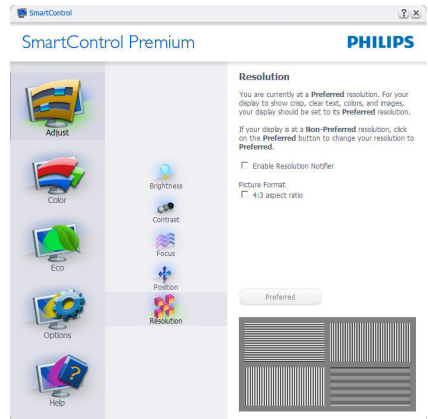 SmartControl
SmartControl Premium
PHILIPS
Adjust
Color
Eco
Options
Help
Brightness
Contrast
Focus
Position
Resolution
Resolution
You are currently at a Preferred resolution. For your
display to show crisp, clear text, colors, and images,
your display should be set to its Preferred resolution.
If your display is at a Non-Preferred resolution, click
on the Preferred button to change your resolution to
Preferred.
Enable Resolution Notifier
Picture Format
4:3 aspect ratio
Preferred